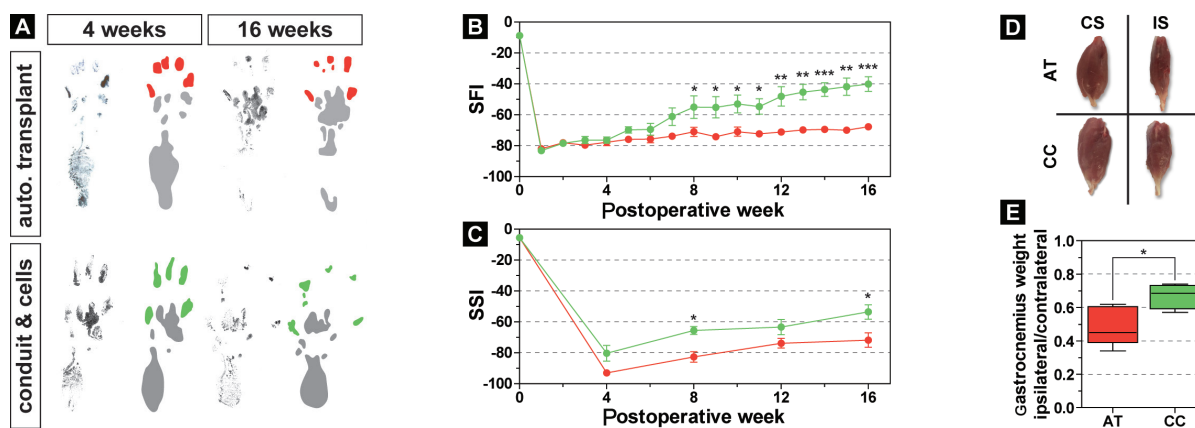 A
4 weeks
16 weeks
auto. transplant
conduit & cells
B
SFI
0
-20
-40
-60
-80
-100
* * * * ** ** *** ** ***
0 4 8 12 16
Postoperative week
C
SSI
0
-20
-40
-60
-80
-100
* *
0 4 8 12 16
Postoperative week
D
CS IS
AT
CC
E
Gastrocnemius weight
ipsilateral/contralateral
1.0
0.8
0.6
0.4
0.2
0.0
*
AT CC